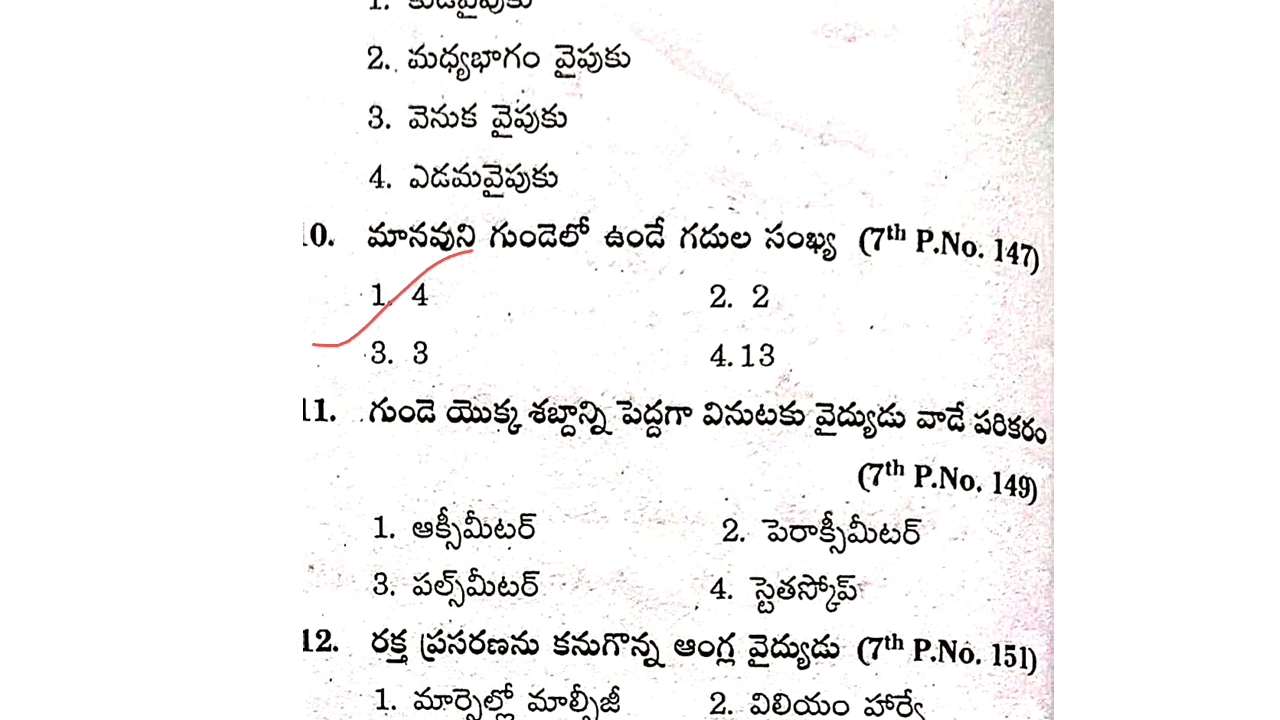 1. కుడివైపుకు
2. మధ్యభాగం వైపుకు
3. వెనుక వైపుకు
4. ఎడమవైపుకు
10. మానవుని గుండెలో ఉండే గదుల సంఖ్య (7th P.No. 147)
1. 4 2. 2
3. 3 4.13
11. గుండె యొక్క శబ్దాన్ని పెద్దగా వినుటకు వైద్యుడు వాడే పరికరం
(7th P.No. 149)
1. ఆక్సీమీటర్ 2. పెరాక్సీమీటర్
3. పల్స్‌మీటర్ 4. స్టెతస్కోప్
12. రక్త ప్రసరణను కనుగొన్న ఆంగ్ల వైద్యుడు (7th P.No. 151)
1. మార్సెల్లో మాల్ఫీజీ 2. విలియం హార్వే